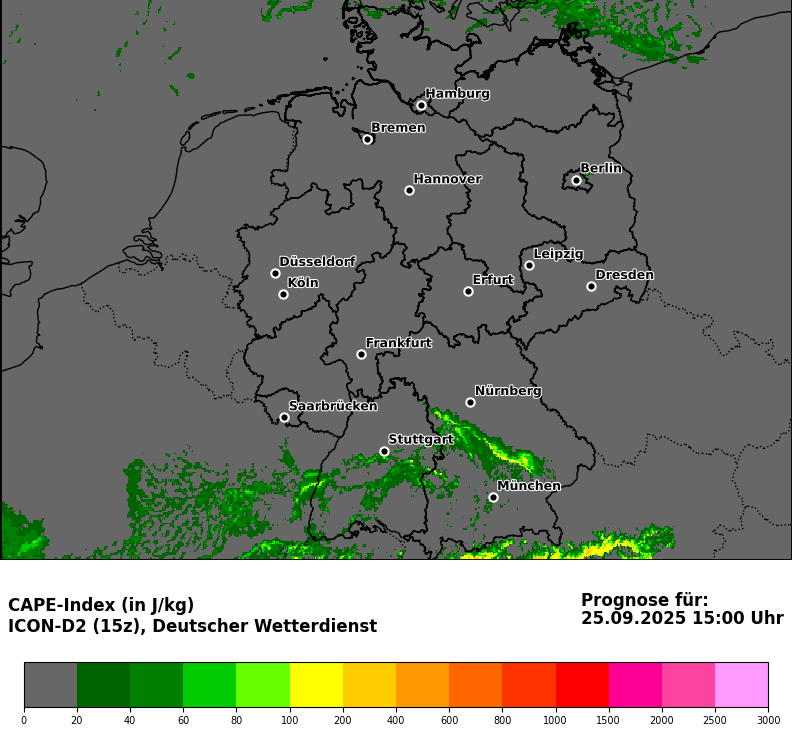 Hamburg
Bremen
Berlin
Hannover
Leipzig
Düsseldorf
Dresden
Köln
Erfurt
Frankfurt
Nürnberg
Saarbrücken
Stuttgart
München
CAPE-Index (in J/kg)
ICON-D2 (15z), Deutscher Wetterdienst
Prognose für:
25.09.2025 15:00 Uhr
0 20 40 60 80 100 200 400 600 800 1000 1500 2000 2500 3000